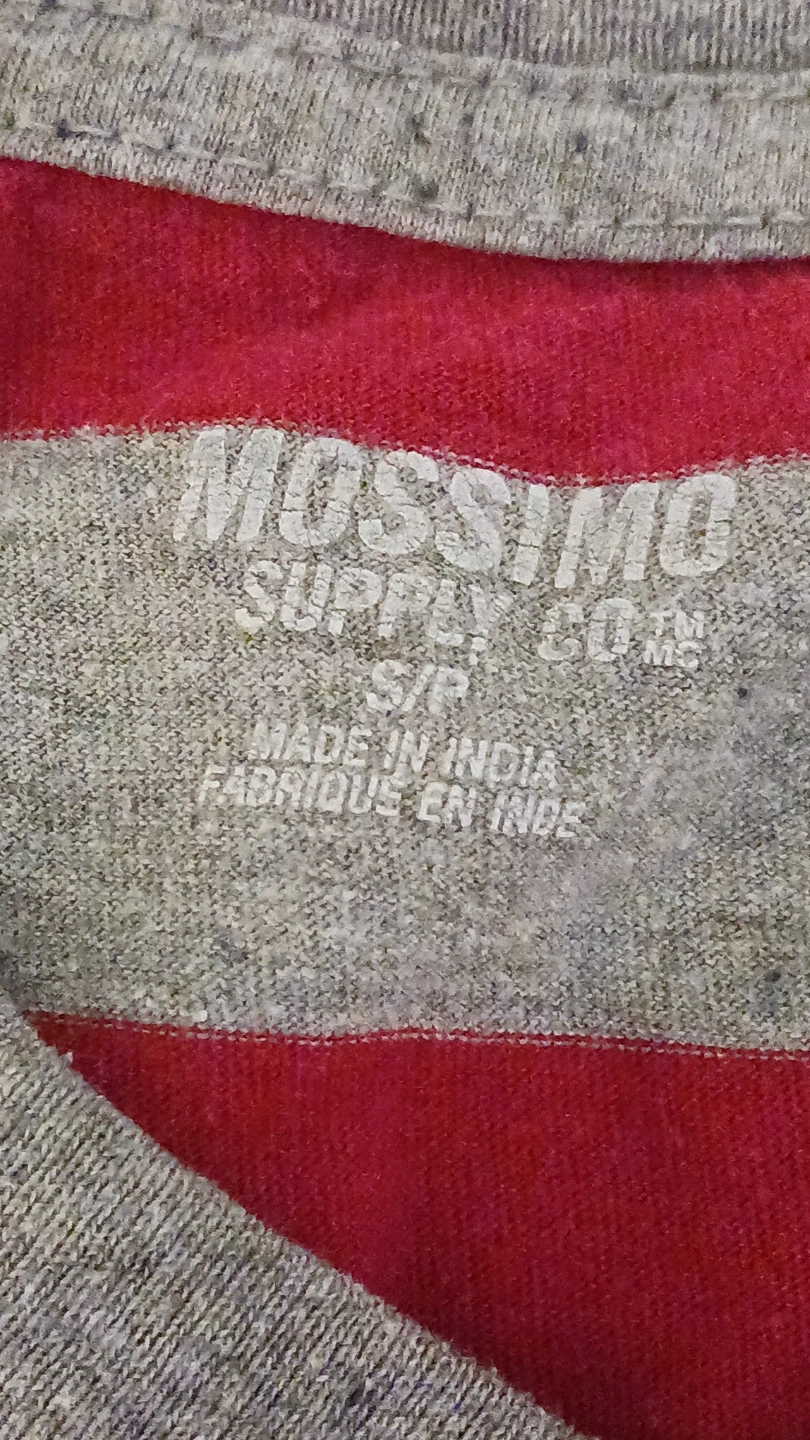 MOSSIMO
SUPPLY CO TM MC
S/P
MADE IN INDIA
FABRIQUE EN INDE